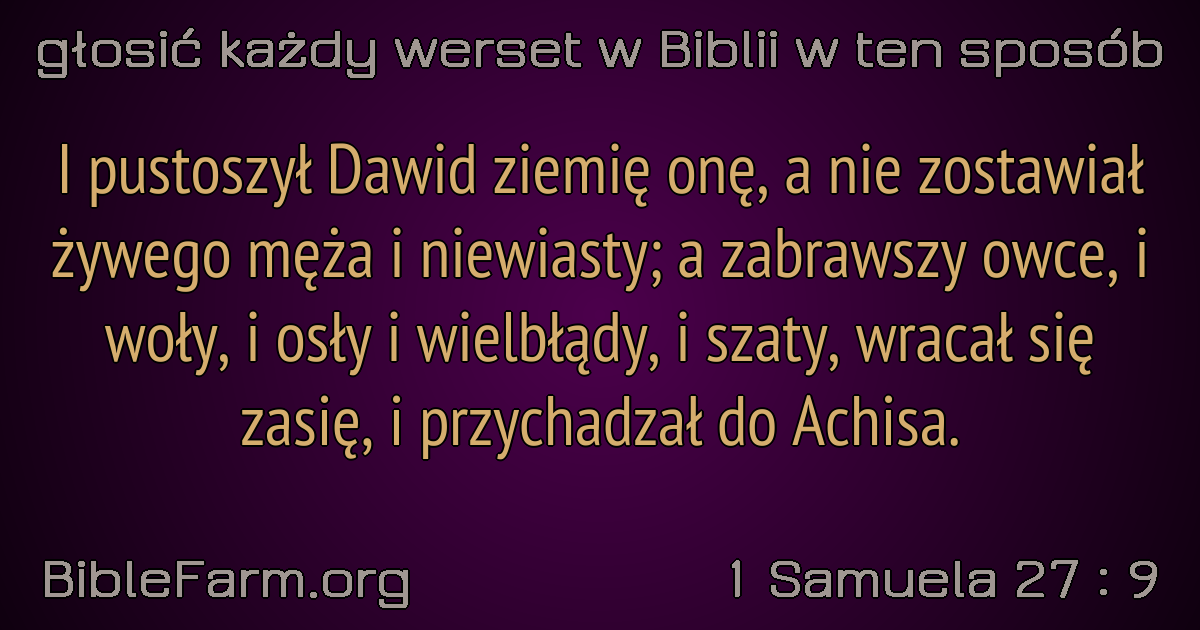 głosić każdy werset w Biblii w ten sposób
I pustoszył Dawid ziemię onę, a nie zostawiał
żywego męża i niewiasty; a zabrawszy owce, i
woły, i osły i wielbłądy, i szaty, wracał się
zasię, i przychadzał do Achisa.
BibleFarm.org
1 Samuela 27 : 9